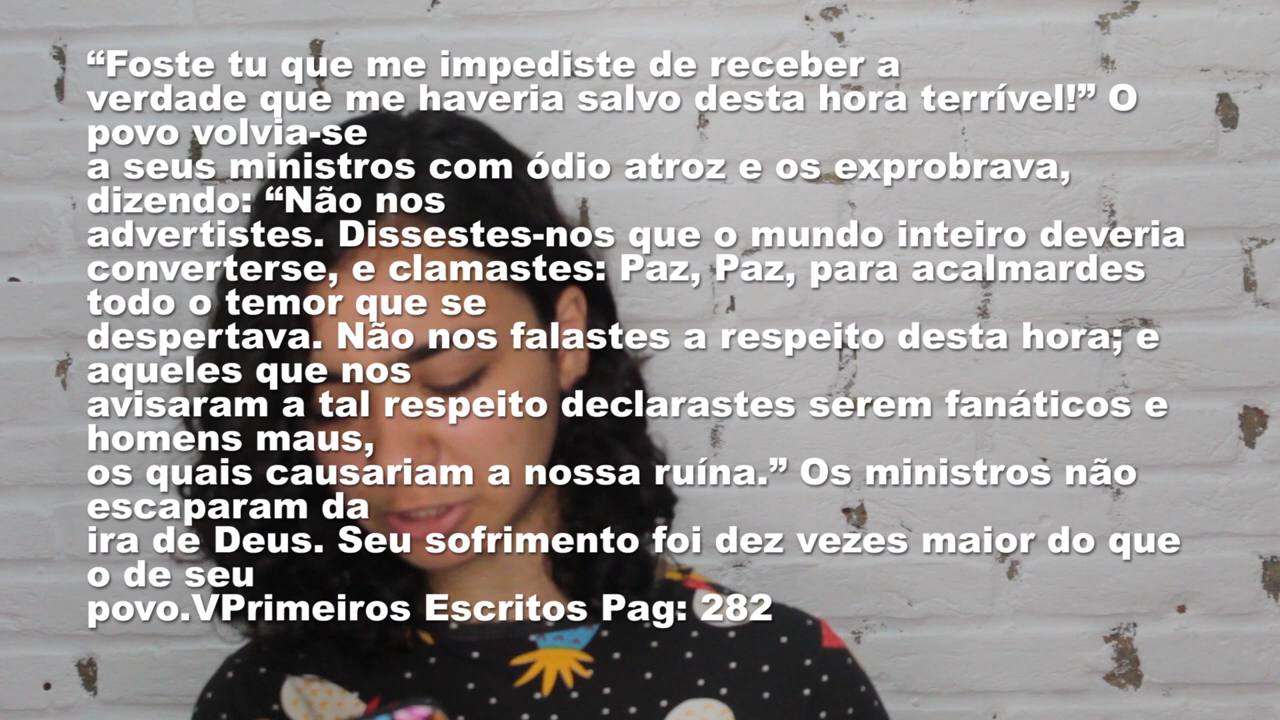 “Foste tu que me impediste de receber a
verdade que me haveria salvo desta hora terrível!” O
povo volvia-se
a seus ministros com ódio atroz e os exprobrava,
dizendo: “Não nos
advertistes. Dissestes-nos que o mundo inteiro deveria
converterse, e clamastes: Paz, Paz, para acalmardes
todo o temor que se
despertava. Não nos falastes a respeito desta hora; e
aqueles que nos
avisaram a tal respeito declarastes serem fanáticos e
homens maus,
os quais causariam a nossa ruína.” Os ministros não
escaparam da
ira de Deus. Seu sofrimento foi dez vezes maior do que
o de seu
povo.VPrimeiros Escritos Pag: 282